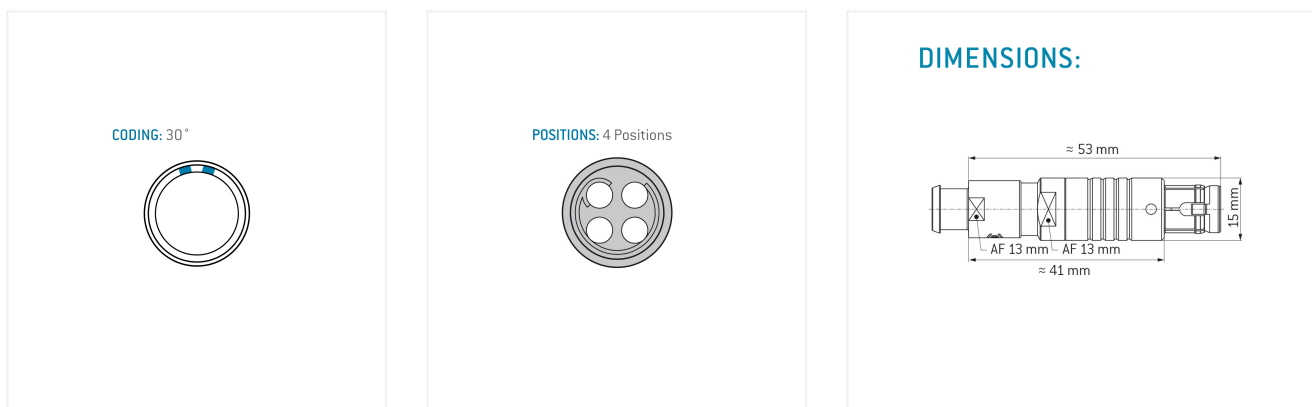 CODING: 30°
POSITIONS: 4 Positions
DIMENSIONS:
≈ 53 mm
15 mm
AF 13 mm
AF 13 mm
≈ 41 mm